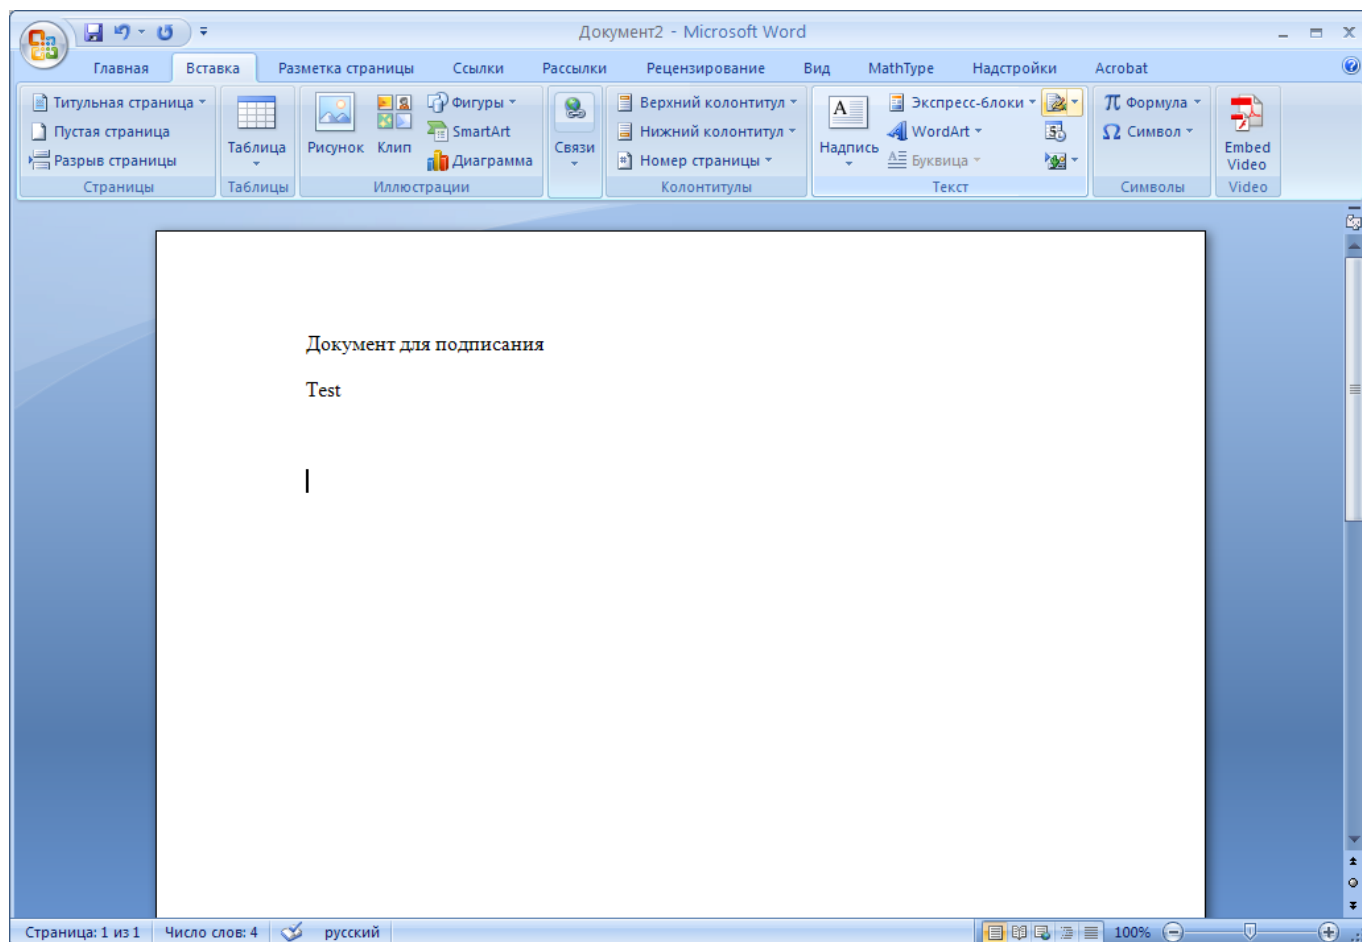 Документ2 - Microsoft Word
Главная Вставка Разметка страницы Ссылки Рассылки Рецензирование Вид MathType Надстройки Acrobat
Титульная страница
Пустая страница
Разрыв страницы
Страницы
Таблица
Таблицы
Рисунок
Клип
Фигуры
SmartArt
Диаграмма
Иллюстрации
Связи
Верхний колонтитул
Нижний колонтитул
Номер страницы
Колонтитулы
Надпись
Экспресс-блоки
WordArt
Буквица
Текст
Формула
Символ
Символы
Embed
Video
Video
Документ для подписания
Test
Страница: 1 из 1 Число слов: 4 русский 100%